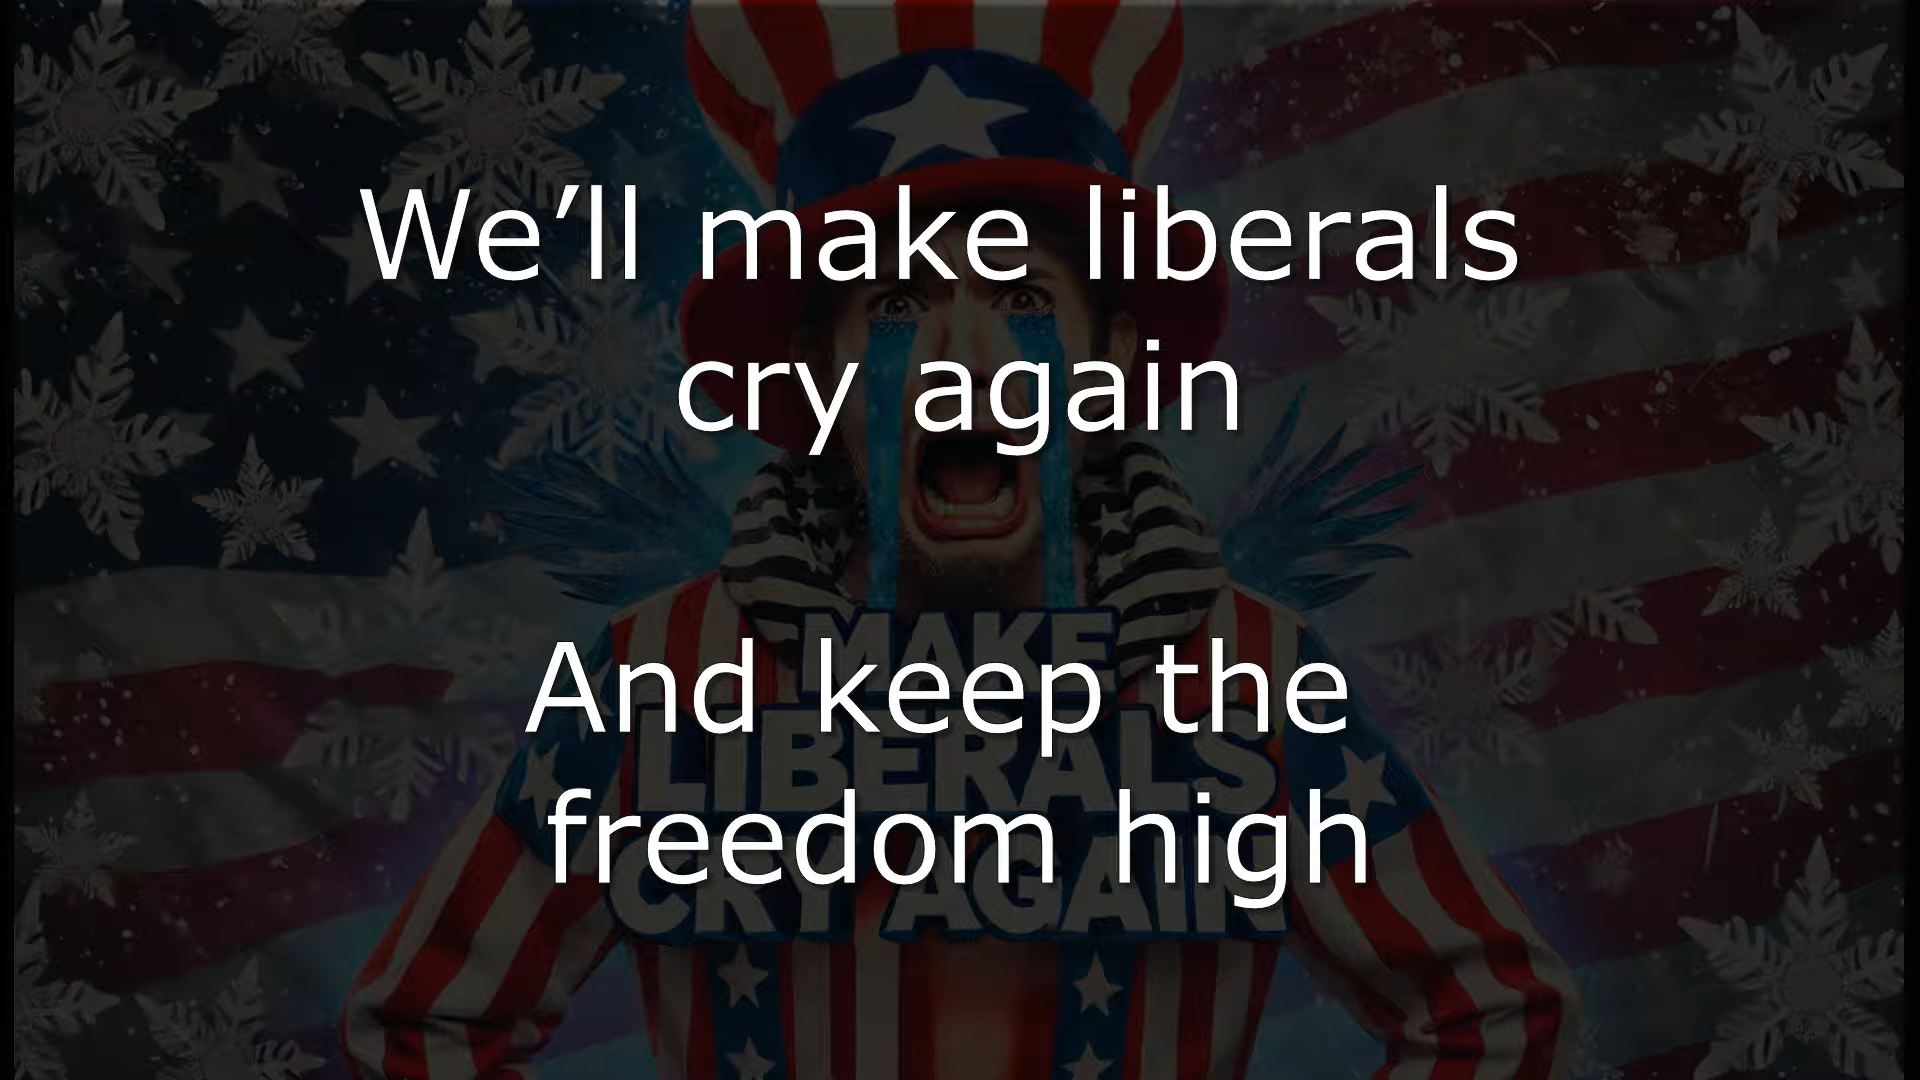 We’ll make liberals
cry again
And keep the
freedom high
MAKE
LIBERALS
CRY AGAIN